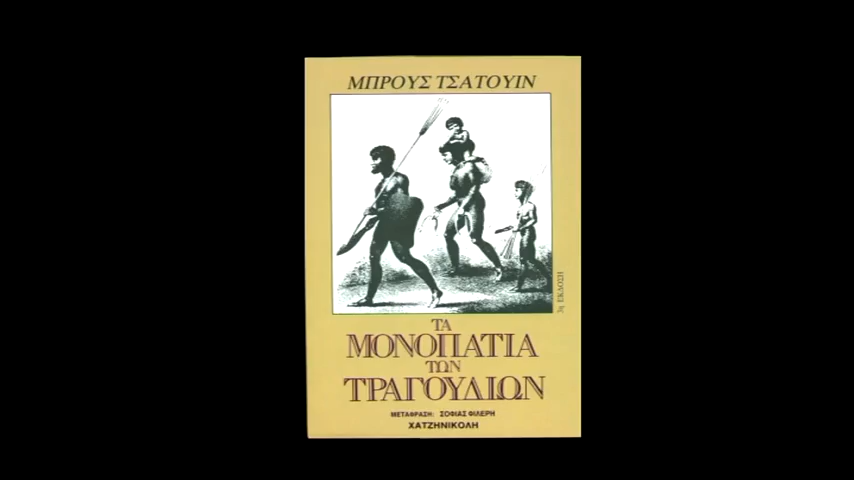 ΜΠΡΟΥΣ ΤΣΑΤΟΥΙΝ
3η ΕΚΔΟΣΗ
ΤΑ
ΜΟΝΟΠΑΤΙΑ
ΤΩΝ
ΤΡΑΓΟΥΔΙΩΝ
ΜΕΤΑΦΡΑΣΗ: ΣΟΦΙΑΣ ΦΙΛΕΡΗ
ΧΑΤΖΗΝΙΚΟΛΗ